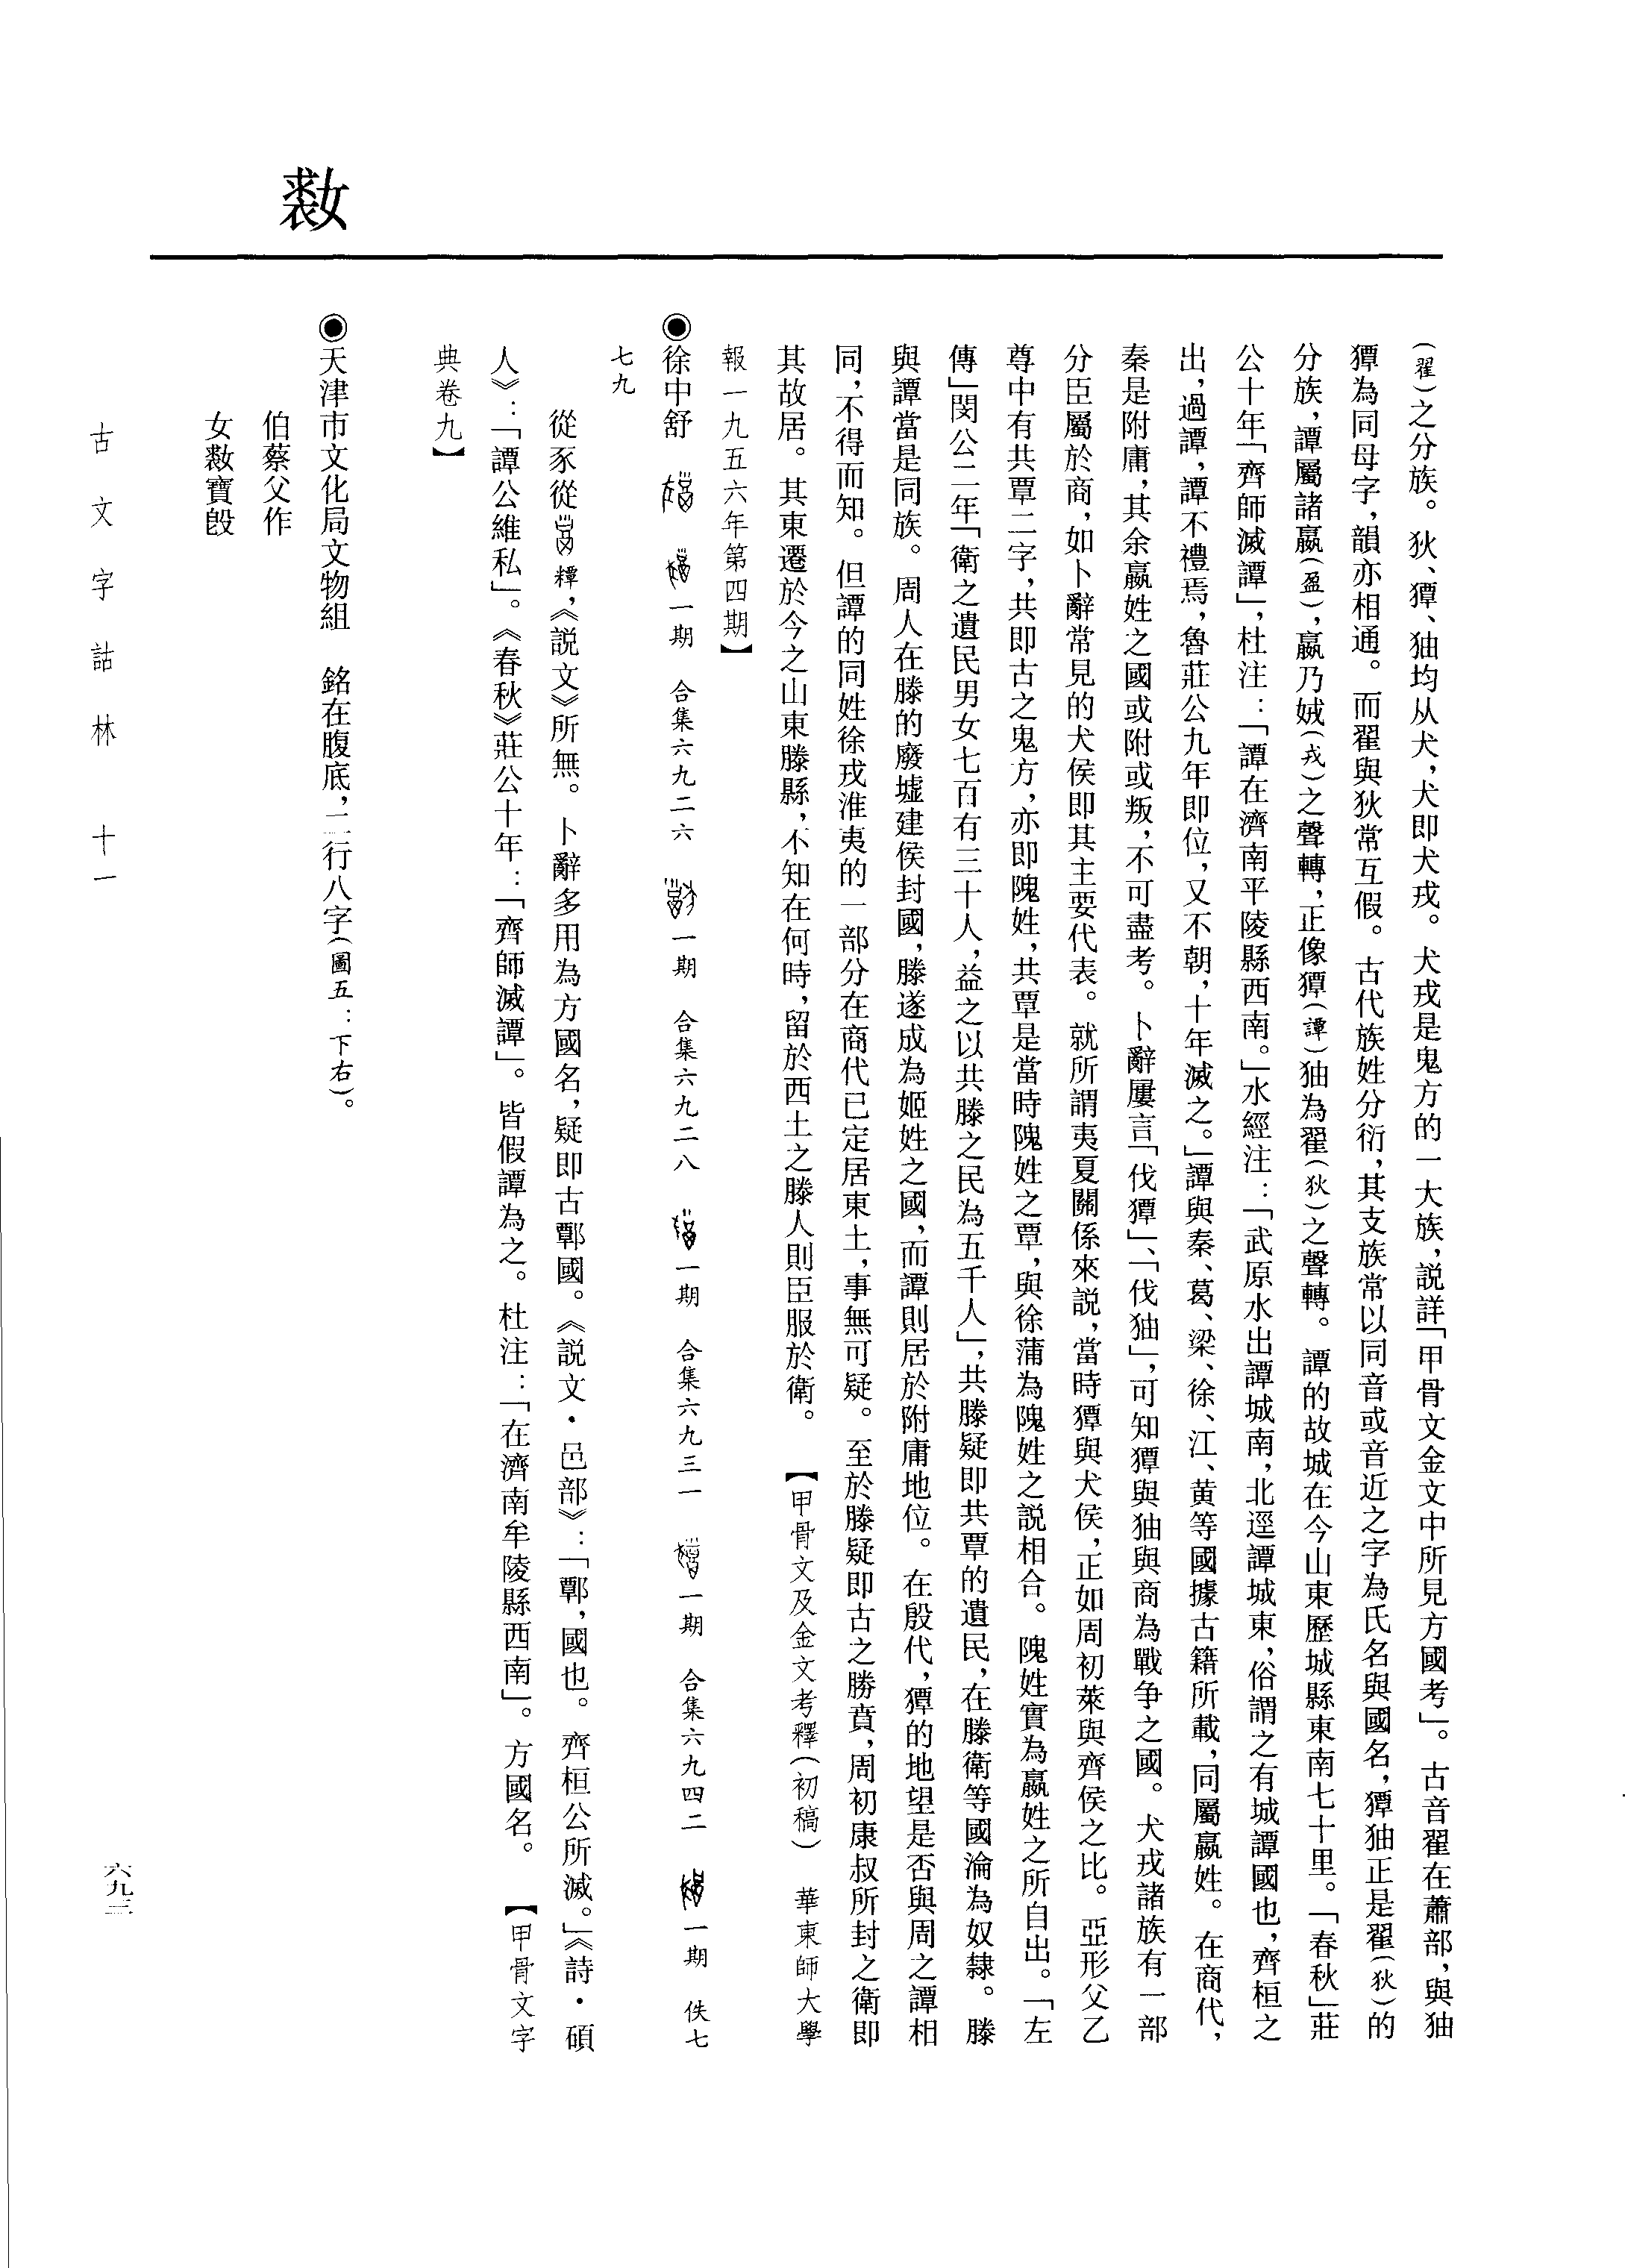 (翟)之分族。狄、獐、㹨均从犬,犬即犬戎。犬戎是鬼方的一大族,説詳「甲骨文金文中所見方國考」。古音翟在蕭部,與㹨
為同母字,韻亦相通。而翟與狄常互假。古代族姓分衍,其支族常以同音或音近之字為氏名與國名,㹨正是翟(狄)的
分族,譚屬諸嬴(盈),嬴乃娀(戎)之聲轉,正像(譚)㹨為翟(狄)之聲轉。譚的故城在今山東歷城縣東南七十里。「春秋」莊
公十年「齊師滅譚」,杜注:「譚在濟南平陵縣西南。」水經注:「武原水出譚城南,北逕譚城東,俗謂之有城譚國也,齊桓之
出,過譚,譚不禮焉,魯莊公九年即位,又不朝,十年滅之。」譚與秦、葛、梁、徐、江、黃等國據古籍所載,同屬嬴姓。在商代,
秦是附庸,其余嬴姓之國或附或叛,不可盡考。卜辭屢言「伐」、「伐㹨」,可知與㹨與商為戰争之國。犬戎諸族有一部
分臣屬於商,如卜辭常見的犬侯即其主要代表。就所謂夷夏關係來説,當時與犬侯,正如周初萊與齊侯之比。亞形父乙
尊中有共覃二字,共即古之鬼方,亦即隗姓,共覃是當時隗姓之覃,與徐蒲為隗姓之説相合。隗姓實為嬴姓之所自出。「左
傳」閔公二年「衛之遺民男女七百有三十人,益之以共滕之民為五千人」,共滕疑即共覃的遺民,在滕衛等國淪為奴隸。滕
與譚當是同族。周人在滕的廢墟建侯封國,滕遂成為姬姓之國,而譚則居於附庸地位。在殷代,的地望是否與周之譚相
同,不得而知。但譚的同姓徐戎淮夷的一部分在商代已定居東土,事無可疑。至於滕疑即古之勝賁,周初康叔所封之衛即
其故居。其東遷於今之山東滕縣,不知在何時,留於西土之滕人則臣服於衛。【甲骨文及金文考釋(初稿) 華東師大學
報一九五六年第四期】
◉徐中舒 一期 合集六九二六 一期 合集六九二八 一期 合集六九三一 一期 合集六九四二 一期 佚七
七九
從豕從,《説文》所無。卜辭多用為方國名,疑即古鄲國。《説文·邑部》:「鄲,國也。齊桓公所滅。」《詩·碩
人》:「譚公維私」。《春秋》莊公十年:「齊師滅譚」。皆假譚為之。杜注:「在濟南牟陵縣西南」。方國名。【甲骨文字
典卷九】
◉天津市文化局文物組 銘在腹底,二行八字(圖五:下右)。
伯蔡父作
女寶𣪘
古文字詁林 十一
六九三